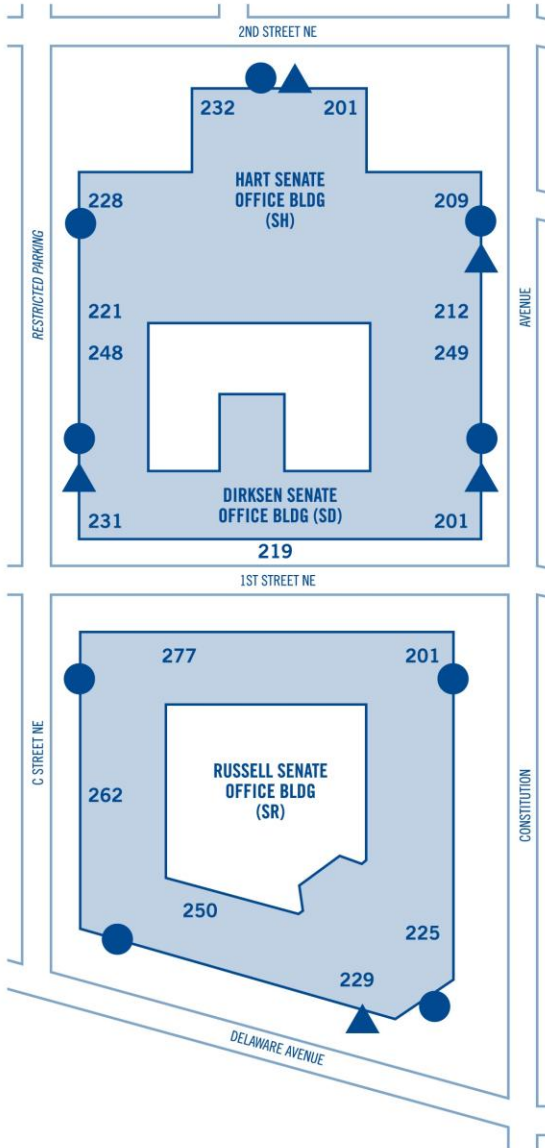 2ND STREET NE
232
201
HART SENATE
OFFICE BLDG
(SH)
228
209
RESTRICTED PARKING
221
212
AVENUE
248
249
DIRKSEN SENATE
OFFICE BLDG (SD)
231
201
219
1ST STREET NE
277
201
C STREET NE
RUSSELL SENATE
OFFICE BLDG
(SR)
262
CONSTITUTION
250
225
229
DELAWARE AVENUE